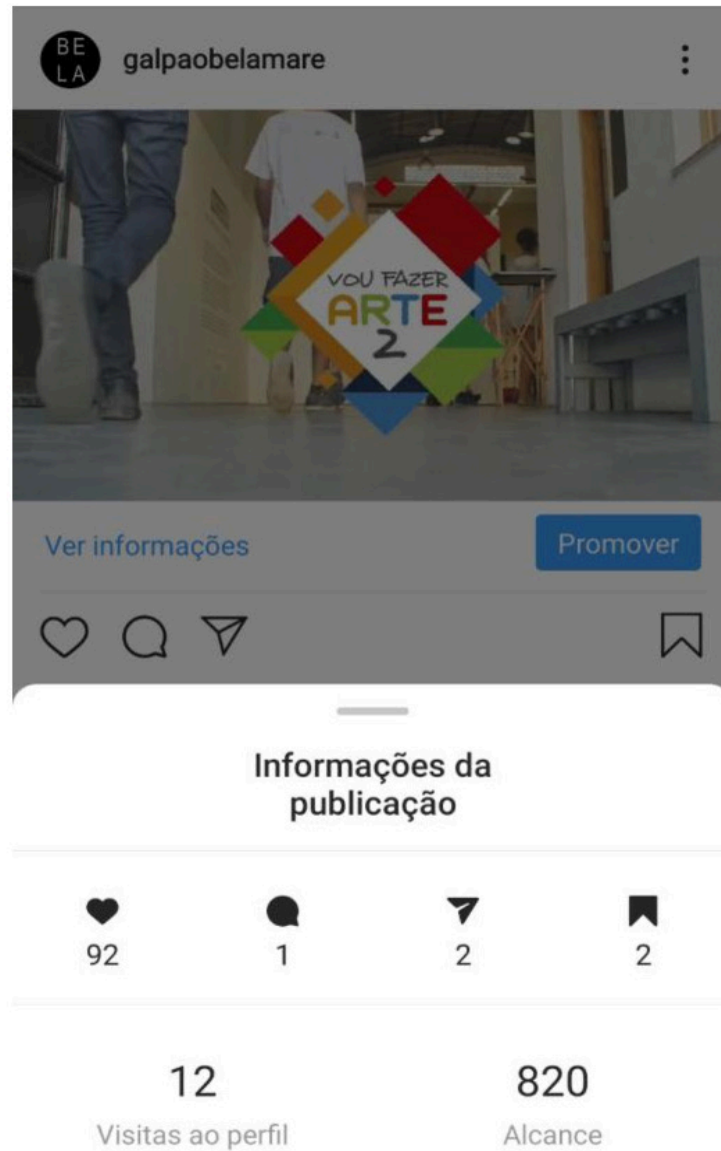 BE
LA
galpaobelamare
VOU FAZER
ARTE
2
Ver informações
Promover
Informações da
publicação
92
1
2
2
12
820
Visitas ao perfil
Alcance